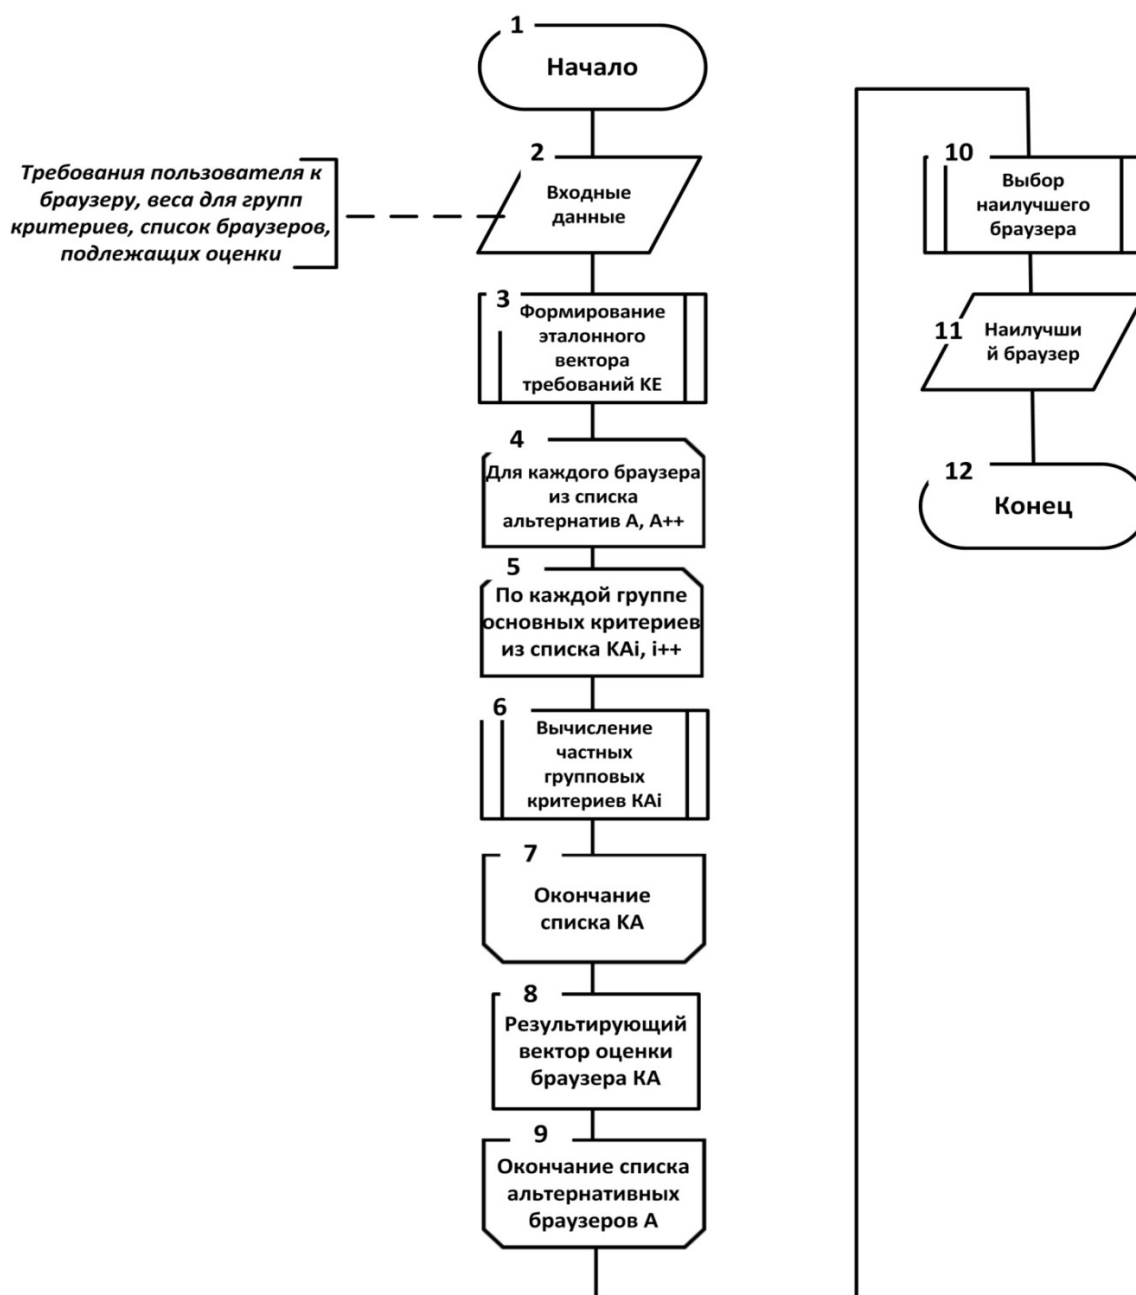 1
Начало
2
Входные
данные
Требования пользователя к
браузеру, веса для групп
критериев, список браузеров,
подлежащих оценки
3
Формирование
эталонного
вектора
требований КЕ
4
Для каждого браузера
из списка
альтернатив А, А++
5
По каждой группе
основных критериев
из списка KAi, i++
6
Вычисление
частных
групповых
критериев KAi
7
Окончание
списка КА
8
Результирующий
вектор оценки
браузера КА
9
Окончание списка
альтернативных
браузеров А
10
Выбор
наилучшего
браузера
11
Наилучши
й браузер
12
Конец